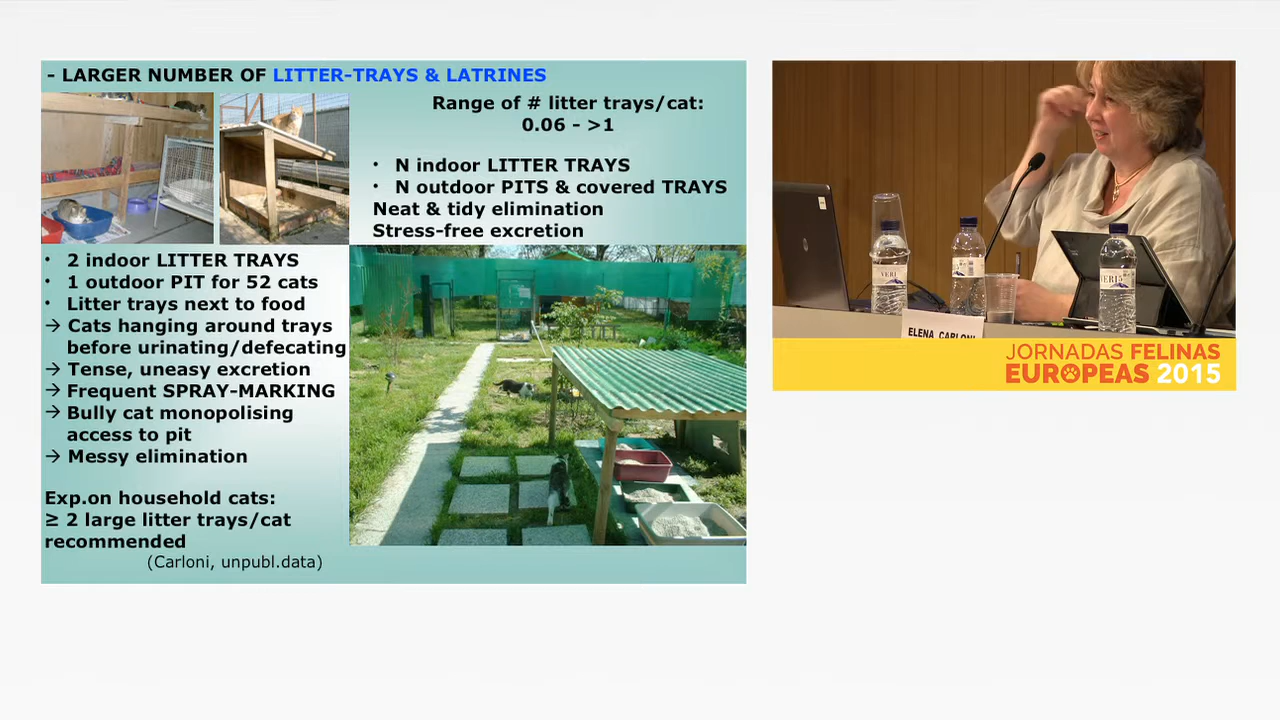 - LARGER NUMBER OF LITTER-TRAYS & LATRINES
Range of # litter trays/cat:
0.06 - >1
• N indoor LITTER TRAYS
• N outdoor PITS & covered TRAYS
Neat & tidy elimination
Stress-free excretion
• 2 indoor LITTER TRAYS
• 1 outdoor PIT for 52 cats
• Litter trays next to food
→ Cats hanging around trays
before urinating/defecating
→ Tense, uneasy excretion
→ Frequent SPRAY-MARKING
→ Bully cat monopolising
access to pit
→ Messy elimination
Exp.on household cats:
≥ 2 large litter trays/cat
recommended
(Carloni, unpubl.data)
VERI
VERI
ELENA CARLONI
JORNADAS FELINAS
EUROPEAS 2015